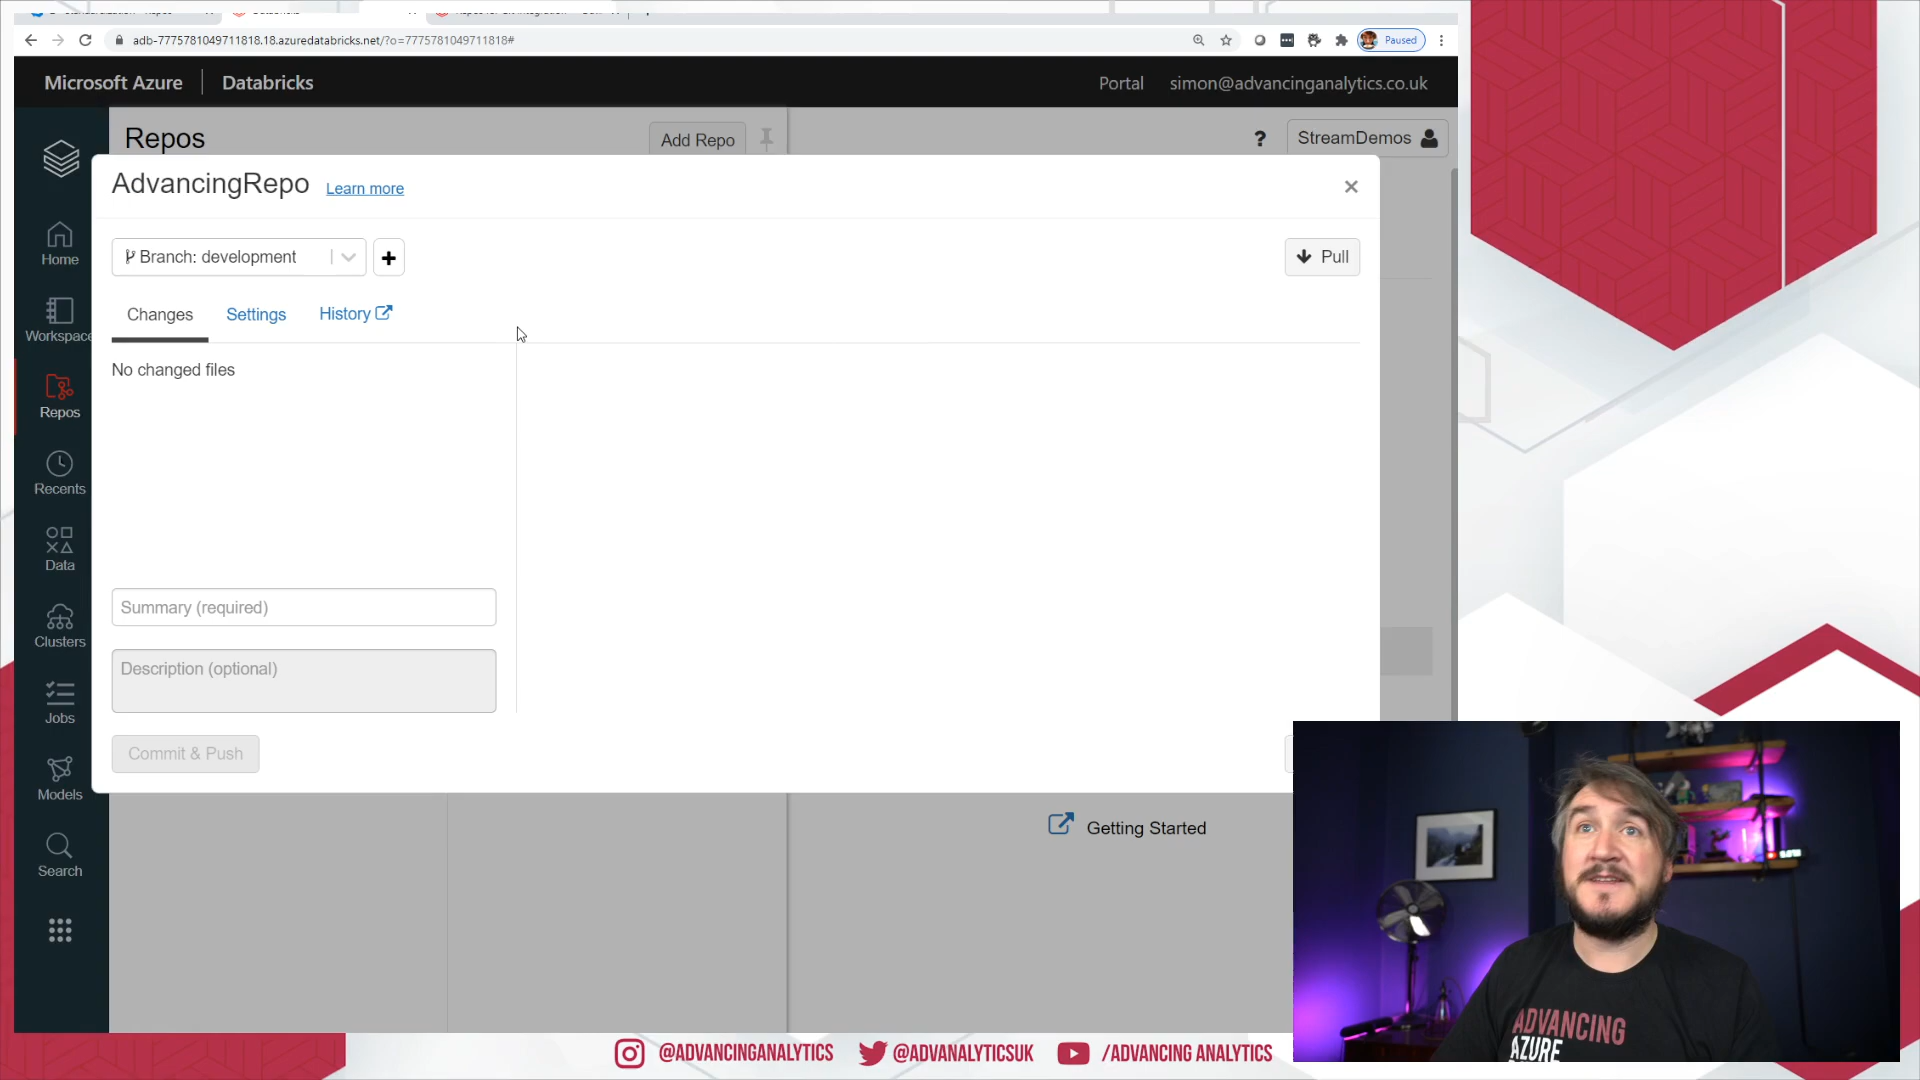 adb-7775781049711818.18.azuredatabricks.net/?o=7775781049711818#
Paused
Microsoft Azure
Databricks
Portal
simon@advancinganalytics.co.uk
Repos
Add Repo
?
StreamDemos
AdvancingRepo
Learn more
×
Branch: development
+
Pull
Changes
Settings
History
No changed files
Summary (required)
Description (optional)
Commit & Push
Home
Workspace
Repos
Recents
Data
Clusters
Jobs
Models
Search
Getting Started
ADVANCING
AZURE
@ADVANCINGANALYTICS
@ADVANALYTICSUK
/ADVANCING ANALYTICS